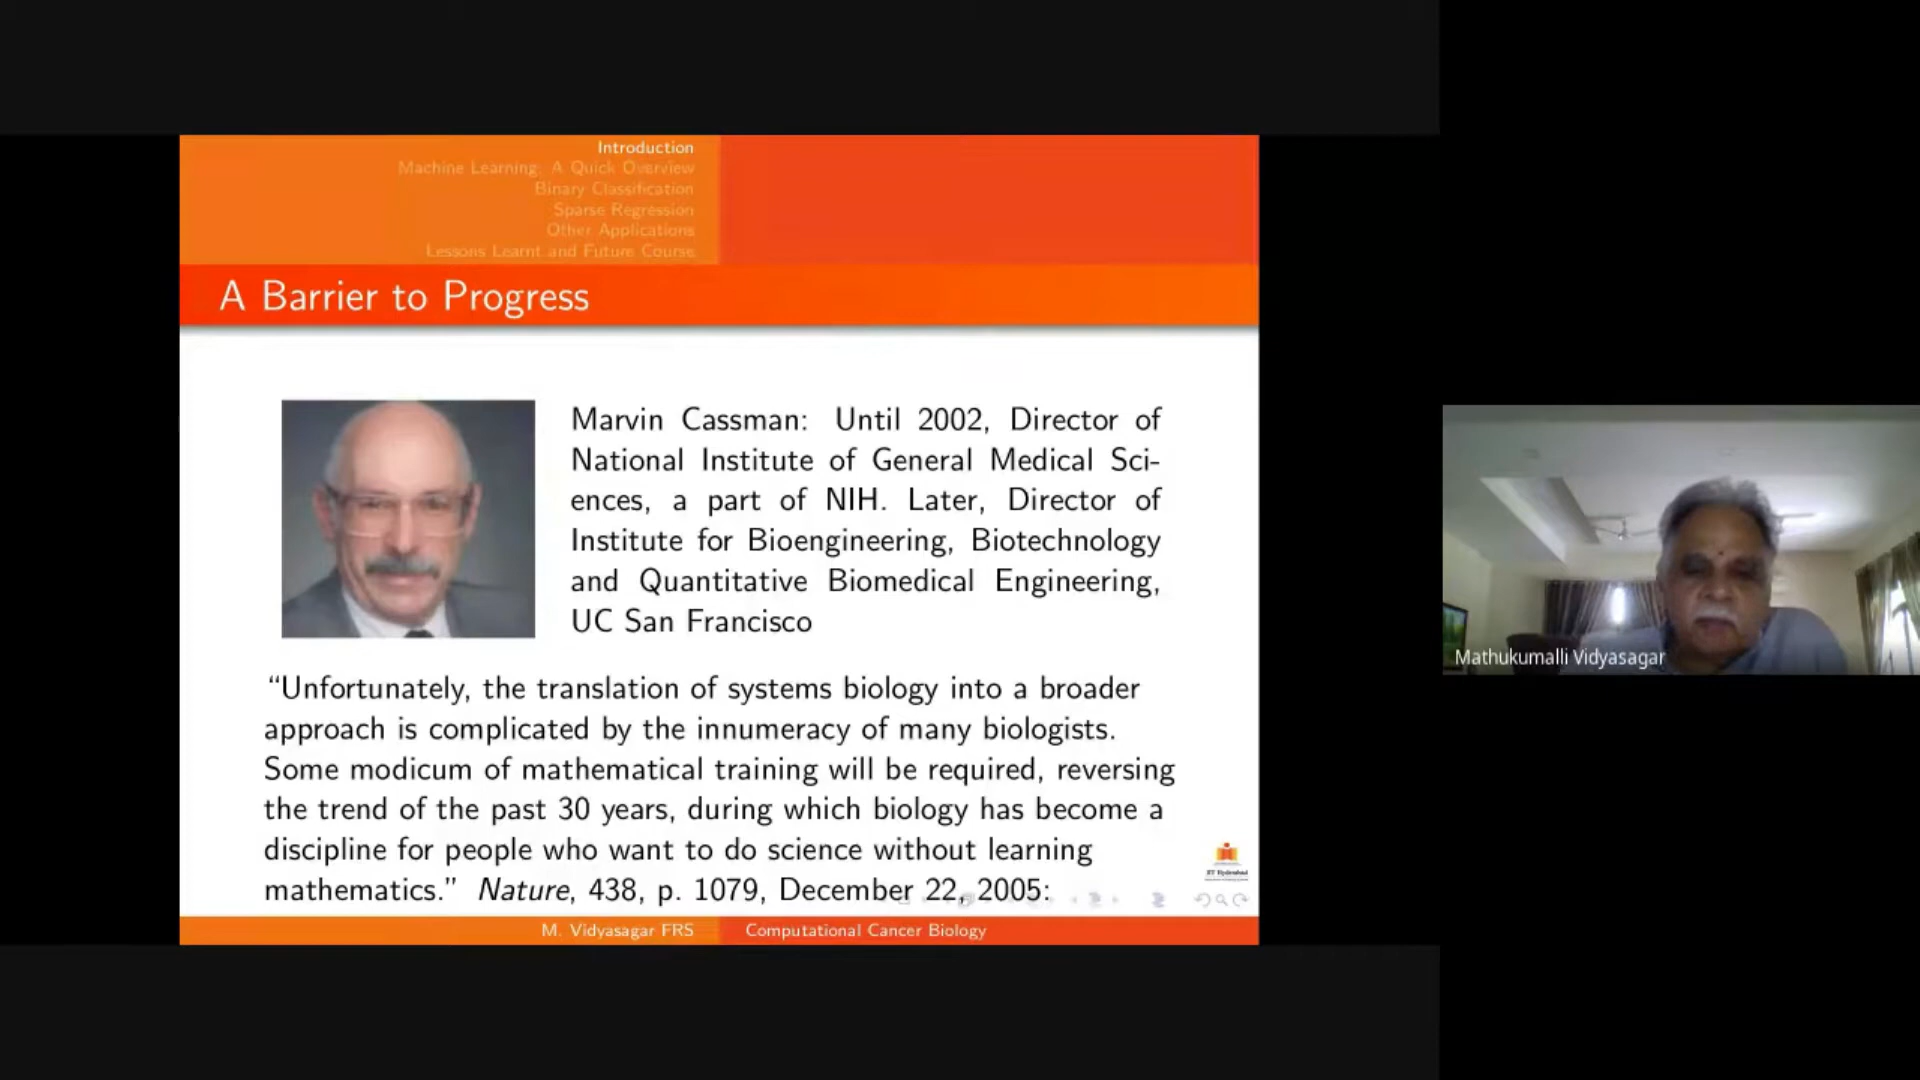 Introduction
Machine Learning: A Quick Overview
Binary Classification
Sparse Regression
Other Applications
Lessons Learnt and Future Course
A Barrier to Progress
Marvin Cassman: Until 2002, Director of
National Institute of General Medical Sci-
ences, a part of NIH. Later, Director of
Institute for Bioengineering, Biotechnology
and Quantitative Biomedical Engineering,
UC San Francisco
“Unfortunately, the translation of systems biology into a broader
approach is complicated by the innumeracy of many biologists.
Some modicum of mathematical training will be required, reversing
the trend of the past 30 years, during which biology has become a
discipline for people who want to do science without learning
mathematics.” Nature, 438, p. 1079, December 22, 2005:
M. Vidyasagar FRS Computational Cancer Biology
Mathukumalli Vidyasagar